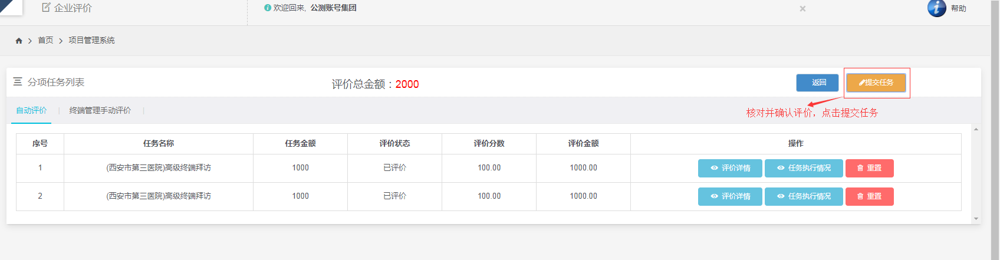 企业评价
欢迎回来, 公测账号集团
×
帮助
首页 项目管理系统
分项任务列表
评价总金额：2000
返回
提交任务
自动评价 | 终端管理手动评价 |
核对并确认评价，点击提交任务
序号 任务名称 任务金额 评价状态 评价分数 评价金额 操作
1 (西安市第三医院)高级终端拜访 1000 已评价 100.00 1000.00 评价详情 任务执行情况 重置
2 (西安市第三医院)高级终端拜访 1000 已评价 100.00 1000.00 评价详情 任务执行情况 重置